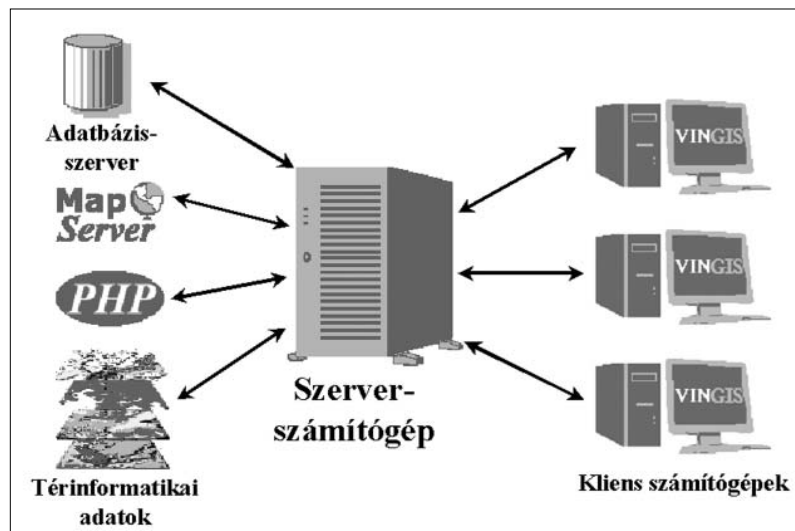 Adatbázis-
szerver
Map
Server
PHP
Térinformatikai
adatok
Szerver-
számítógép
VINGIS
VINGIS
VINGIS
Kliens számítógépek